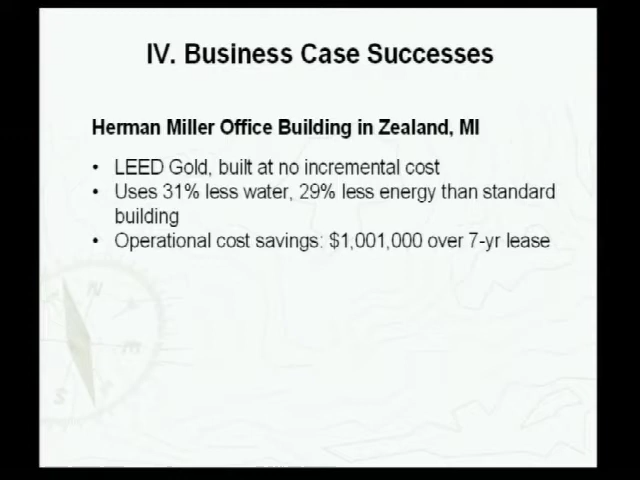 IV. Business Case Successes
Herman Miller Office Building in Zealand, MI
• LEED Gold, built at no incremental cost
• Uses 31% less water, 29% less energy than standard
building
• Operational cost savings: $1,001,000 over 7-yr lease
N
S